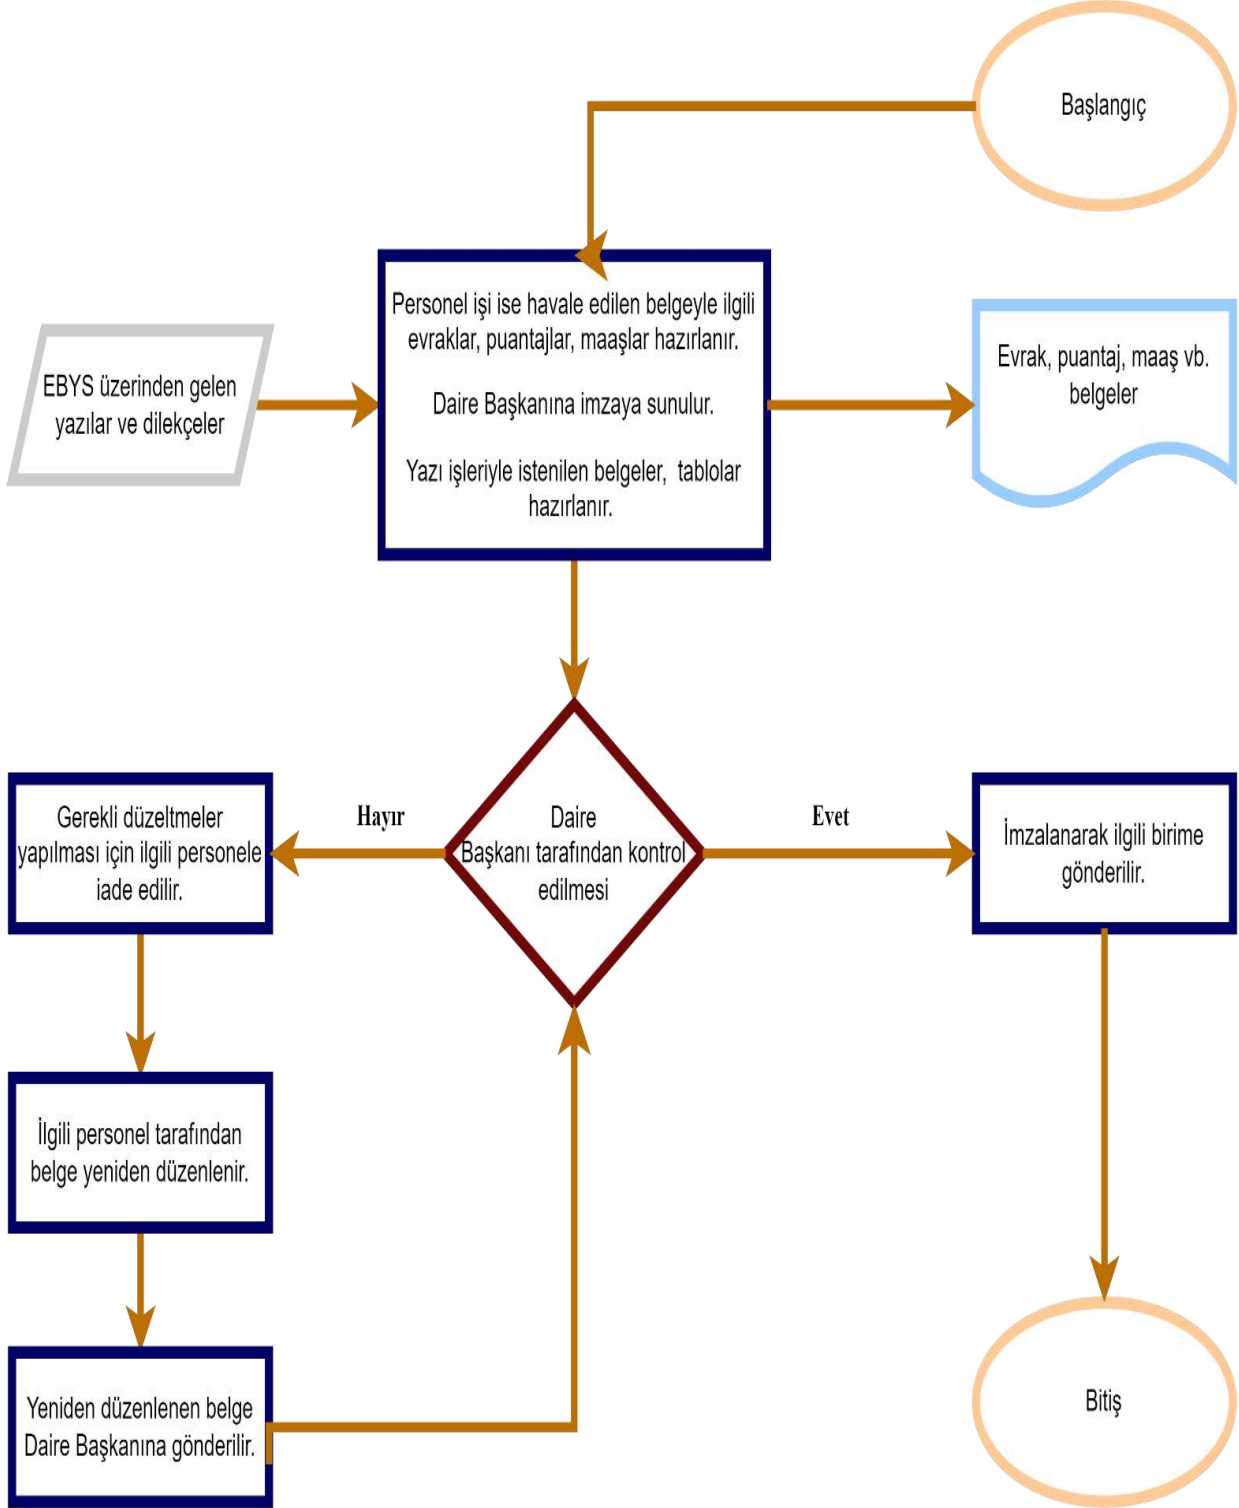 Başlangıç
Personel işi ise havale edilen belgeyle ilgili
evraklar, puantajlar, maaşlar hazırlanır.
Daire Başkanına imzaya sunulur.
Yazı işleriyle istenilen belgeler, tablolar
hazırlanır.
EBYS üzerinden gelen
yazılar ve dilekçeler
Evrak, puantaj, maaş vb.
belgeler
Daire
Başkanı tarafından kontrol
edilmesi
Hayır
Evet
Gerekli düzeltmeler
yapılması için ilgili personele
iade edilir.
İmzalanarak ilgili birime
gönderilir.
İlgili personel tarafından
belge yeniden düzenlenir.
Yeniden düzenlenen belge
Daire Başkanına gönderilir.
Bitiş